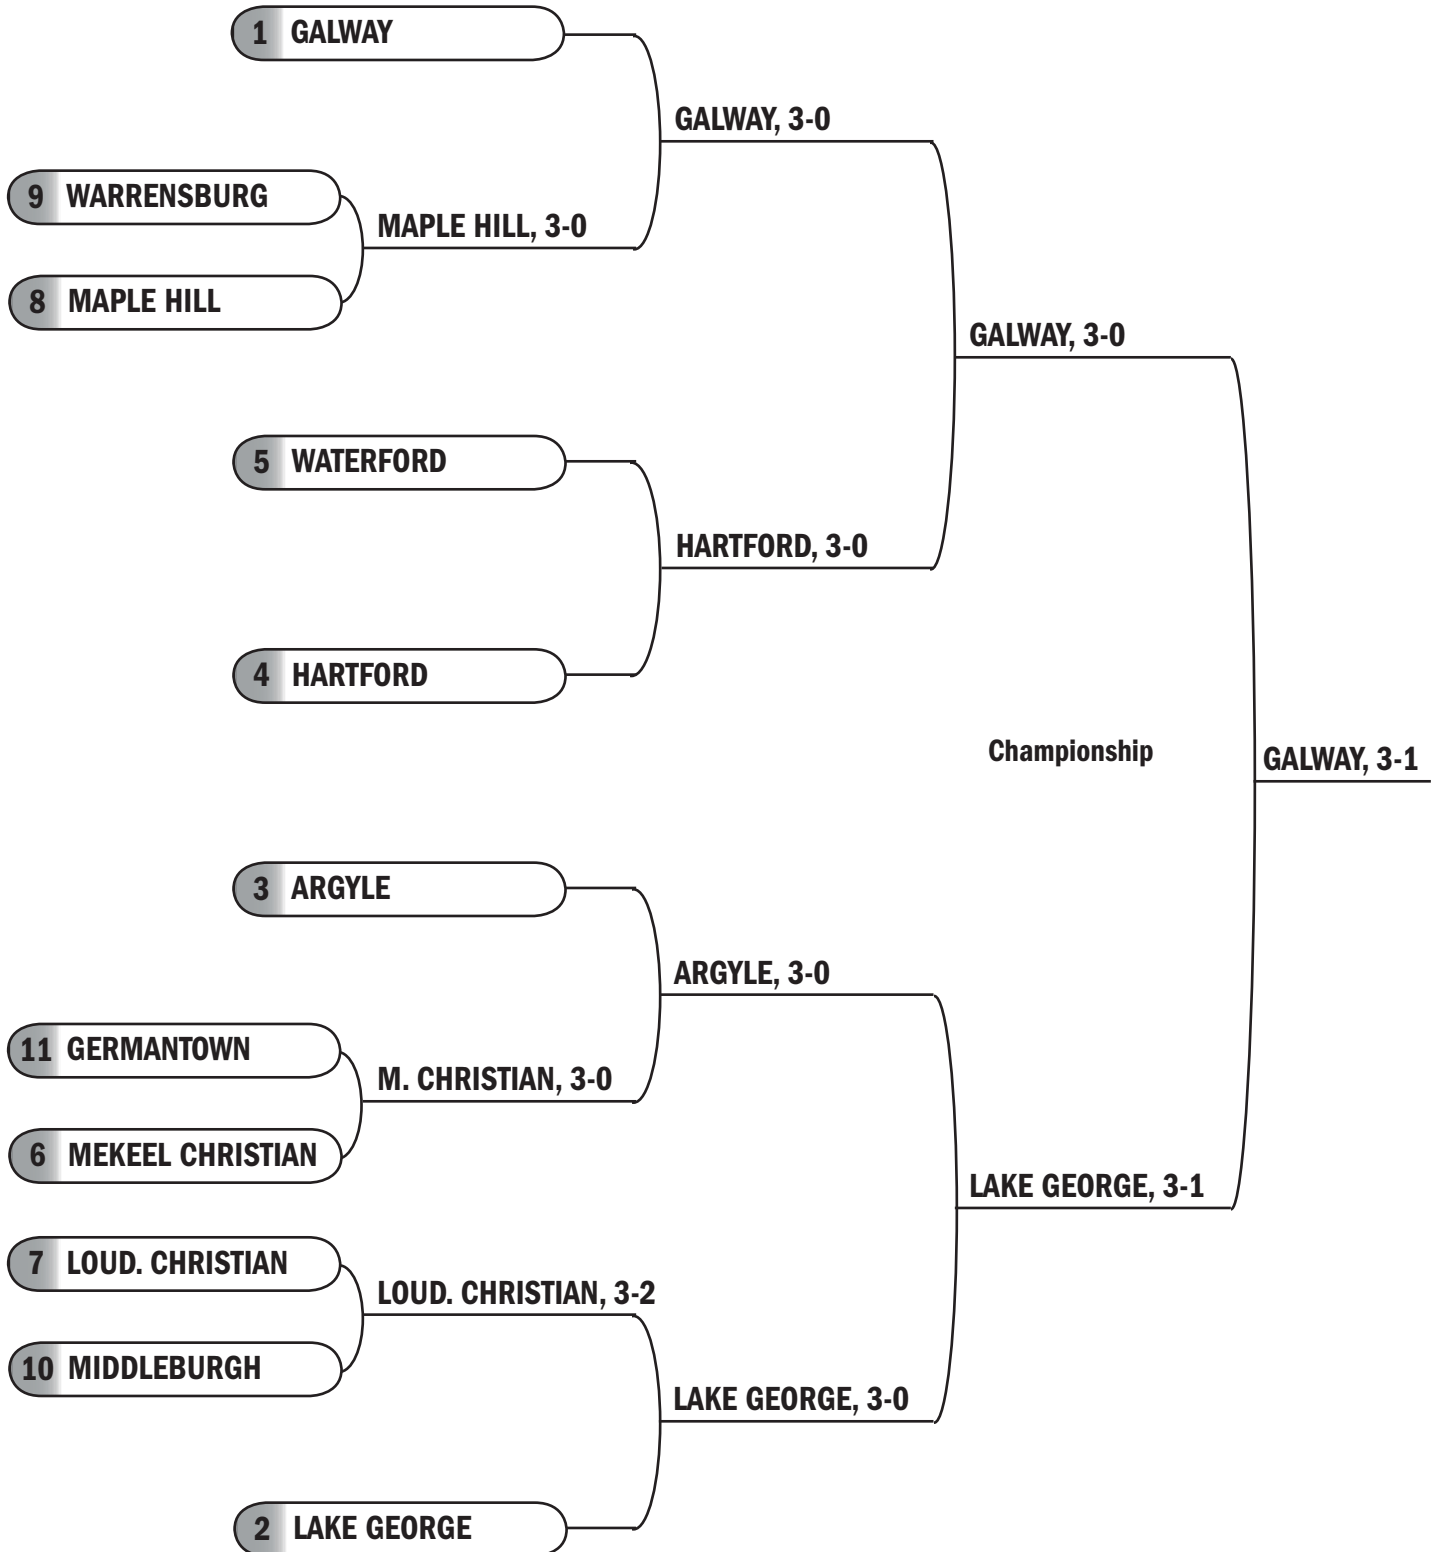 1 GALWAY
GALWAY, 3-0
9 WARRENSBURG
MAPLE HILL, 3-0
8 MAPLE HILL
GALWAY, 3-0
5 WATERFORD
HARTFORD, 3-0
4 HARTFORD
Championship
GALWAY, 3-1
3 ARGYLE
ARGYLE, 3-0
11 GERMANTOWN
M. CHRISTIAN, 3-0
6 MEKEEL CHRISTIAN
LAKE GEORGE, 3-1
7 LOUD. CHRISTIAN
LOUD. CHRISTIAN, 3-2
10 MIDDLEBURGH
LAKE GEORGE, 3-0
2 LAKE GEORGE